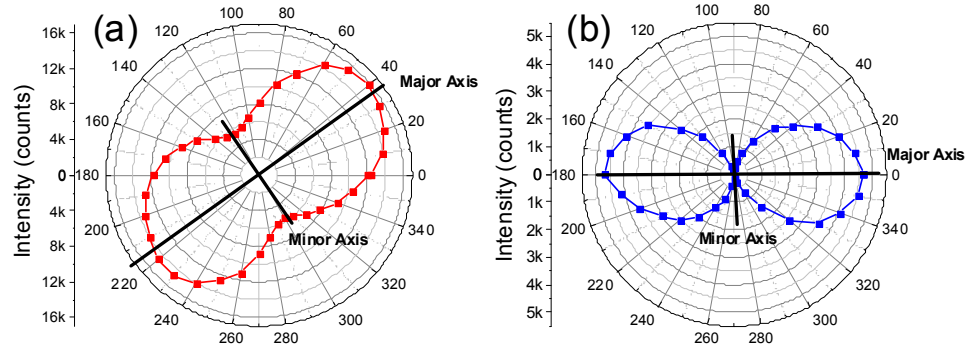 (a)
Intensity (counts)
16k
12k
8k
4k
0
4k
8k
12k
16k
100 80
120 60
140 40
160 20
180 0
200 340
220 320
240 300
260 280
Major Axis
Minor Axis
(b)
Intensity (counts)
5k
4k
3k
2k
1k
0
1k
2k
3k
4k
5k
100 80
120 60
140 40
160 20
180 0
200 340
220 320
240 300
260 280
Major Axis
Minor Axis